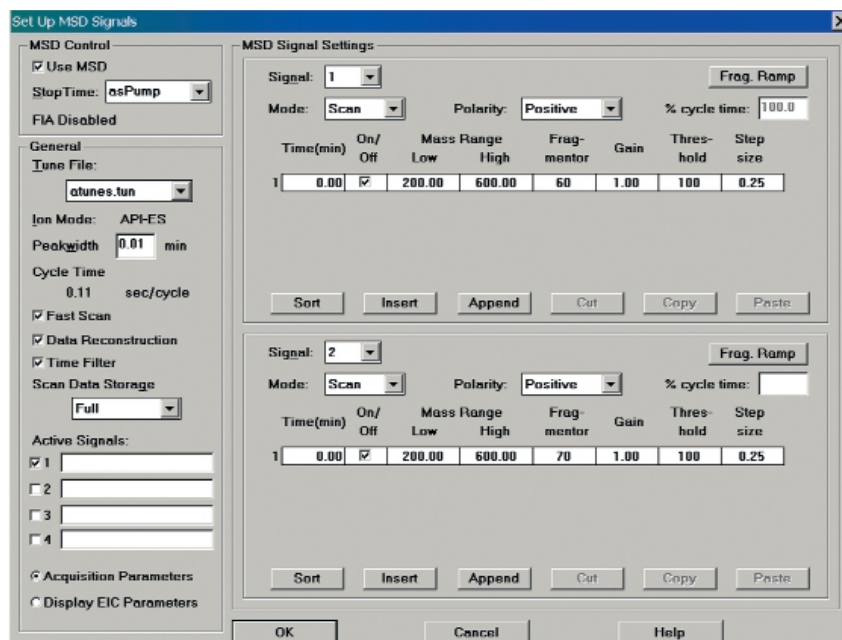 Set Up MSD Signals
MSD Control
Use MSD
StopTime: asPump
FIA Disabled
General
Tune File:
atunes.tun
Ion Mode: API-ES
Peakwidth 0.01 min
Cycle Time
0.11 sec/cycle
Fast Scan
Data Reconstruction
Time Filter
Scan Data Storage
Full
Active Signals:
1
2
3
4
Acquisition Parameters
Display EIC Parameters
MSD Signal Settings
Signal: 1 Frag. Ramp
Mode: Scan Polarity: Positive % cycle time: 100.0
Time(min) On/ Off Mass Range Low High Frag- mentor Gain Thres- hold Step size
1 0.00 200.00 600.00 60 1.00 100 0.25
Sort Insert Append Cut Copy Paste
Signal: 2 Frag. Ramp
Mode: Scan Polarity: Positive % cycle time:
Time(min) On/ Off Mass Range Low High Frag- mentor Gain Thres- hold Step size
1 0.00 200.00 600.00 70 1.00 100 0.25
Sort Insert Append Cut Copy Paste
OK Cancel Help